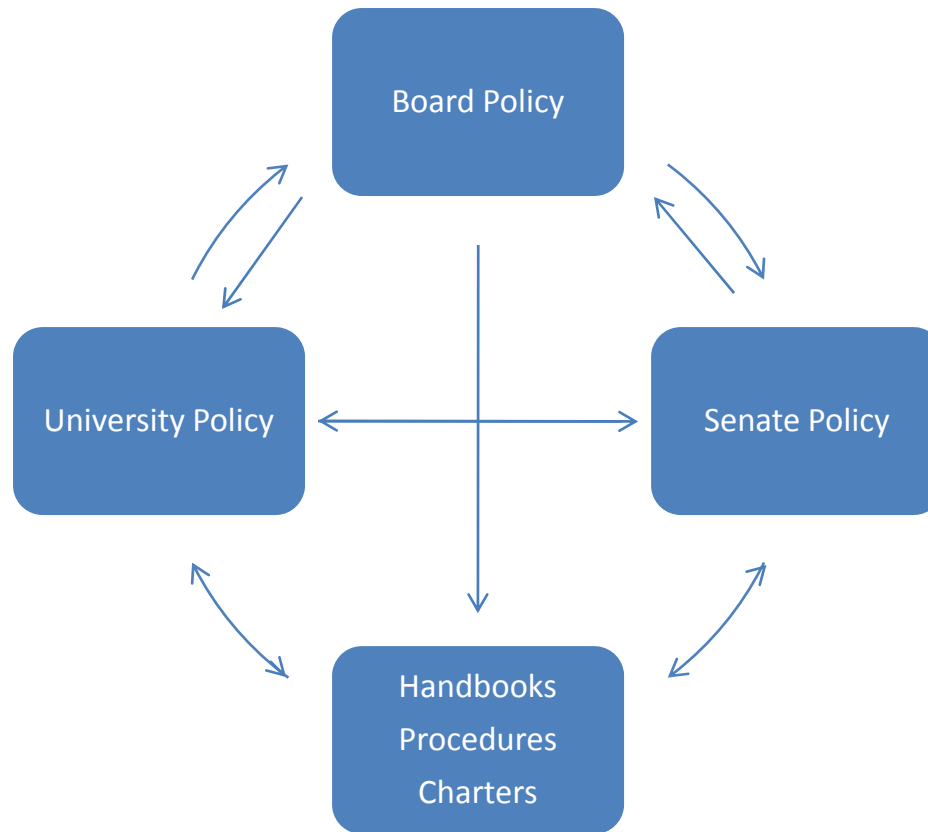 Board Policy
University Policy
Senate Policy
Handbooks
Procedures
Charters